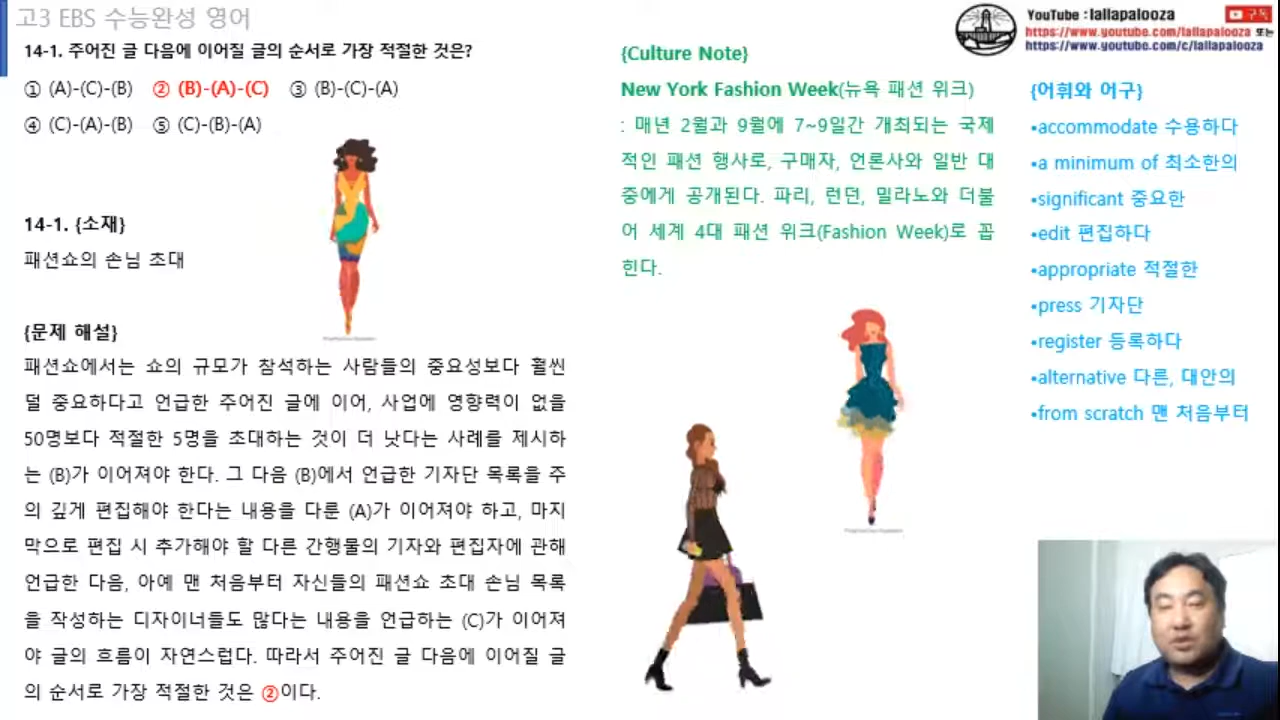 고3 EBS 수능완성 영어
14-1. 주어진 글 다음에 이어질 글의 순서로 가장 적절한 것은?
① (A)-(C)-(B) ② (B)-(A)-(C) ③ (B)-(C)-(A)
④ (C)-(A)-(B) ⑤ (C)-(B)-(A)
14-1. {소재}
패션쇼의 손님 초대
{문제 해설}
패션쇼에서는 쇼의 규모가 참석하는 사람들의 중요성보다 훨씬
덜 중요하다고 언급한 주어진 글에 이어, 사업에 영향력이 없을
50명보다 적절한 5명을 초대하는 것이 더 낫다는 사례를 제시하
는 (B)가 이어져야 한다. 그 다음 (B)에서 언급한 기자단 목록을 주
의 깊게 편집해야 한다는 내용을 다룬 (A)가 이어져야 하고, 마지
막으로 편집 시 추가해야 할 다른 간행물의 기자와 편집자에 관해
언급한 다음, 아예 맨 처음부터 자신들의 패션쇼 초대 손님 목록
을 작성하는 디자이너들도 많다는 내용을 언급하는 (C)가 이어져
야 글의 흐름이 자연스럽다. 따라서 주어진 글 다음에 이어질 글
의 순서로 가장 적절한 것은 ②이다.
{Culture Note}
New York Fashion Week(뉴욕 패션 위크)
: 매년 2월과 9월에 7~9일간 개최되는 국제
적인 패션 행사로, 구매자, 언론사와 일반 대
중에게 공개된다. 파리, 런던, 밀라노와 더불
어 세계 4대 패션 위크(Fashion Week)로 꼽
힌다.
YouTube : lallapalooza 구독
https://www.youtube.com/lallapalooza 또는
https://www.youtube.com/c/lallapalooza
{어휘와 어구}
•accommodate 수용하다
•a minimum of 최소한의
•significant 중요한
•edit 편집하다
•appropriate 적절한
•press 기자단
•register 등록하다
•alternative 다른, 대안의
•from scratch 맨 처음부터